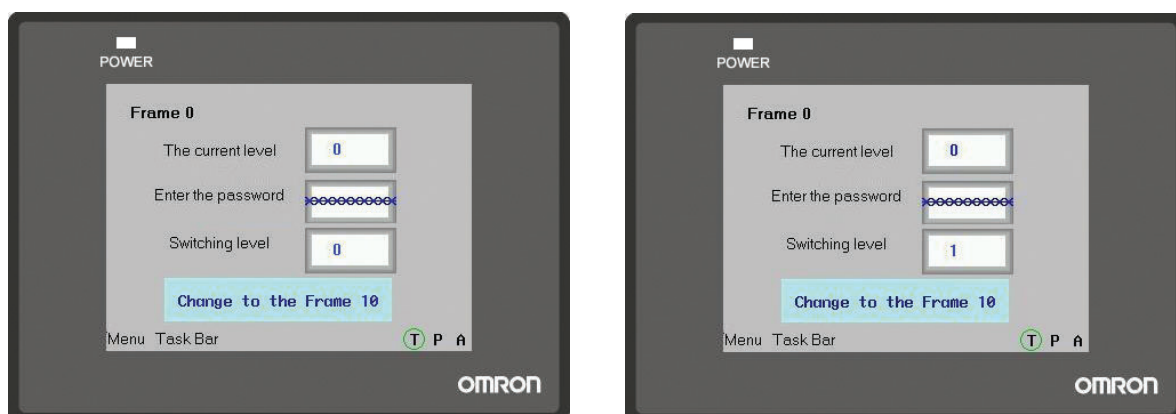 POWER
Frame 0
The current level 0
Enter the password
Switching level 0
Change to the Frame 10
Menu Task Bar T P A
OMRON
POWER
Frame 0
The current level 0
Enter the password
Switching level 1
Change to the Frame 10
Menu Task Bar T P A
OMRON